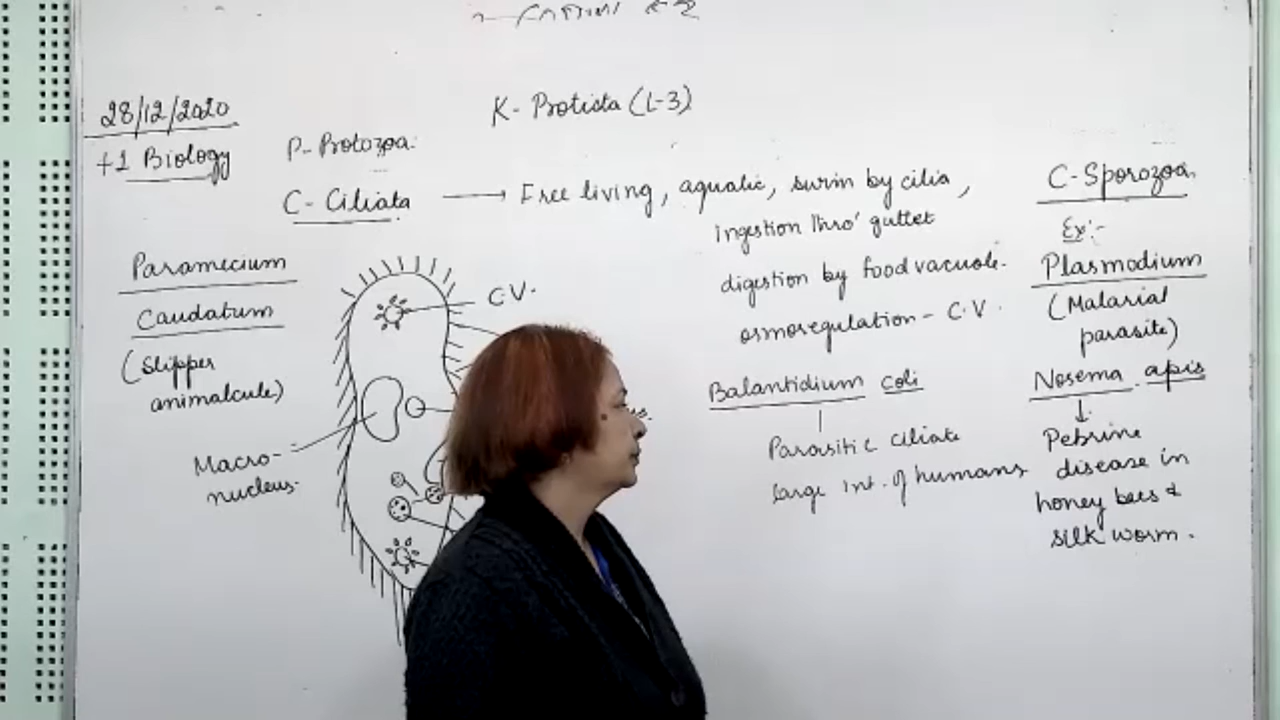 28/12/2020
+1 Biology
K- Protista (L-3)
P- Protozoa
C- Ciliata → Free living, aquatic, swim by cilia,
ingestion thro' gullet
digestion by food vacuole.
osmoregulation - C.V.
Paramecium
Caudatum
(Slipper
animalcule)
C.V.
Macro-
nucleus.
Balantidium coli
Parasitic ciliate
large int. of humans
C-Sporozoa
Ex:-
Plasmodium
(Malarial
parasite)
Nosema apis
↓
Pebrine
disease in
honey bees &
silk worm.